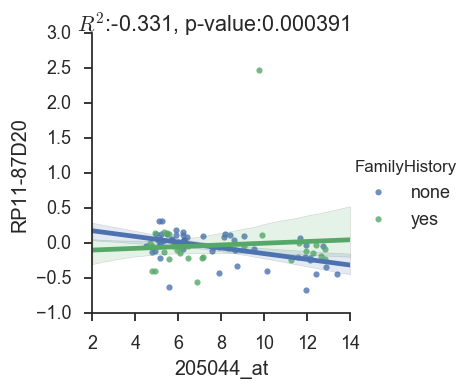 R²:-0.331, p-value:0.000391
3.0
2.5
2.0
1.5
1.0
0.5
0.0
−0.5
−1.0
RP11-87D20
2 4 6 8 10 12 14
205044_at
FamilyHistory
none
yes